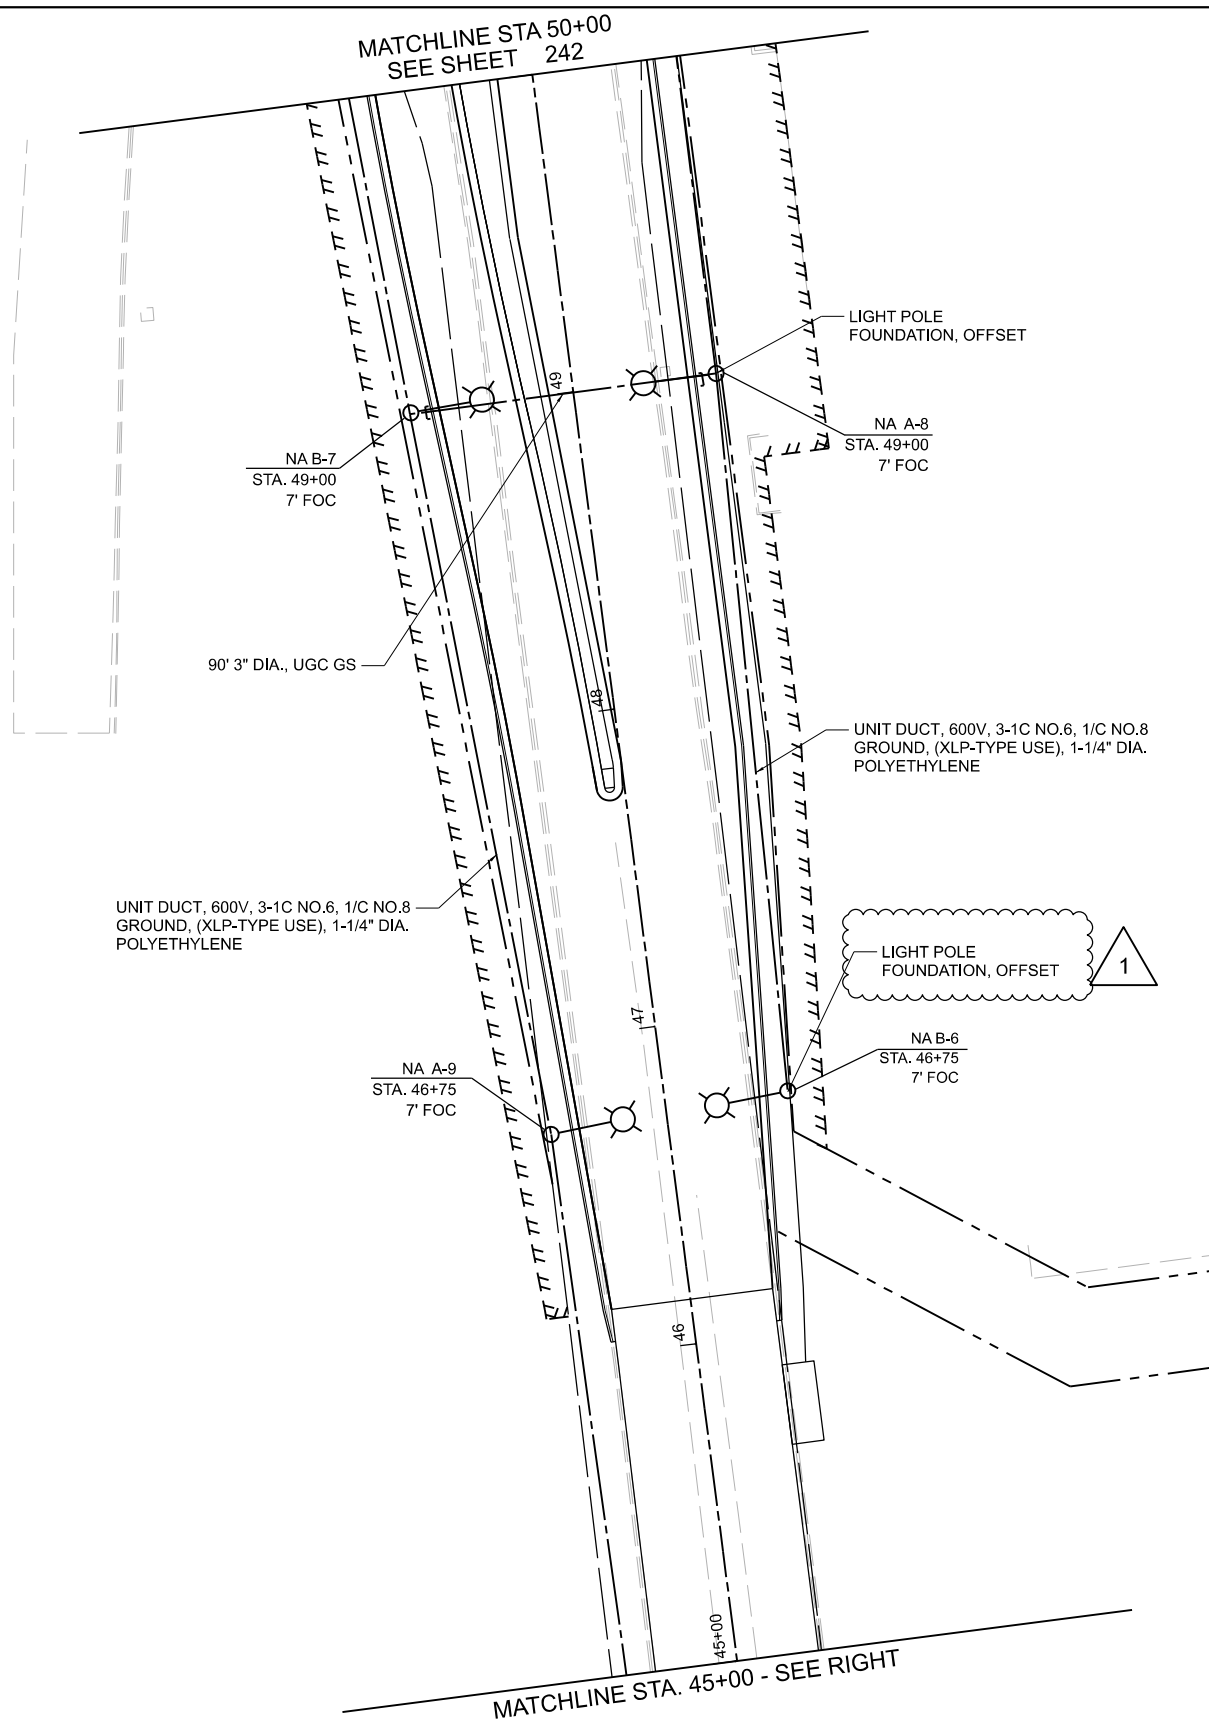 MATCHLINE STA 50+00
SEE SHEET 242
LIGHT POLE
FOUNDATION, OFFSET
49
NA B-7
STA. 49+00
7' FOC
NA A-8
STA. 49+00
7' FOC
90' 3" DIA., UGC GS
48
UNIT DUCT, 600V, 3-1C NO.6, 1/C NO.8
GROUND, (XLP-TYPE USE), 1-1/4" DIA.
POLYETHYLENE
UNIT DUCT, 600V, 3-1C NO.6, 1/C NO.8
GROUND, (XLP-TYPE USE), 1-1/4" DIA.
POLYETHYLENE
LIGHT POLE
FOUNDATION, OFFSET
1
47
NA A-9
STA. 46+75
7' FOC
NA B-6
STA. 46+75
7' FOC
46
45+00
MATCHLINE STA. 45+00 - SEE RIGHT